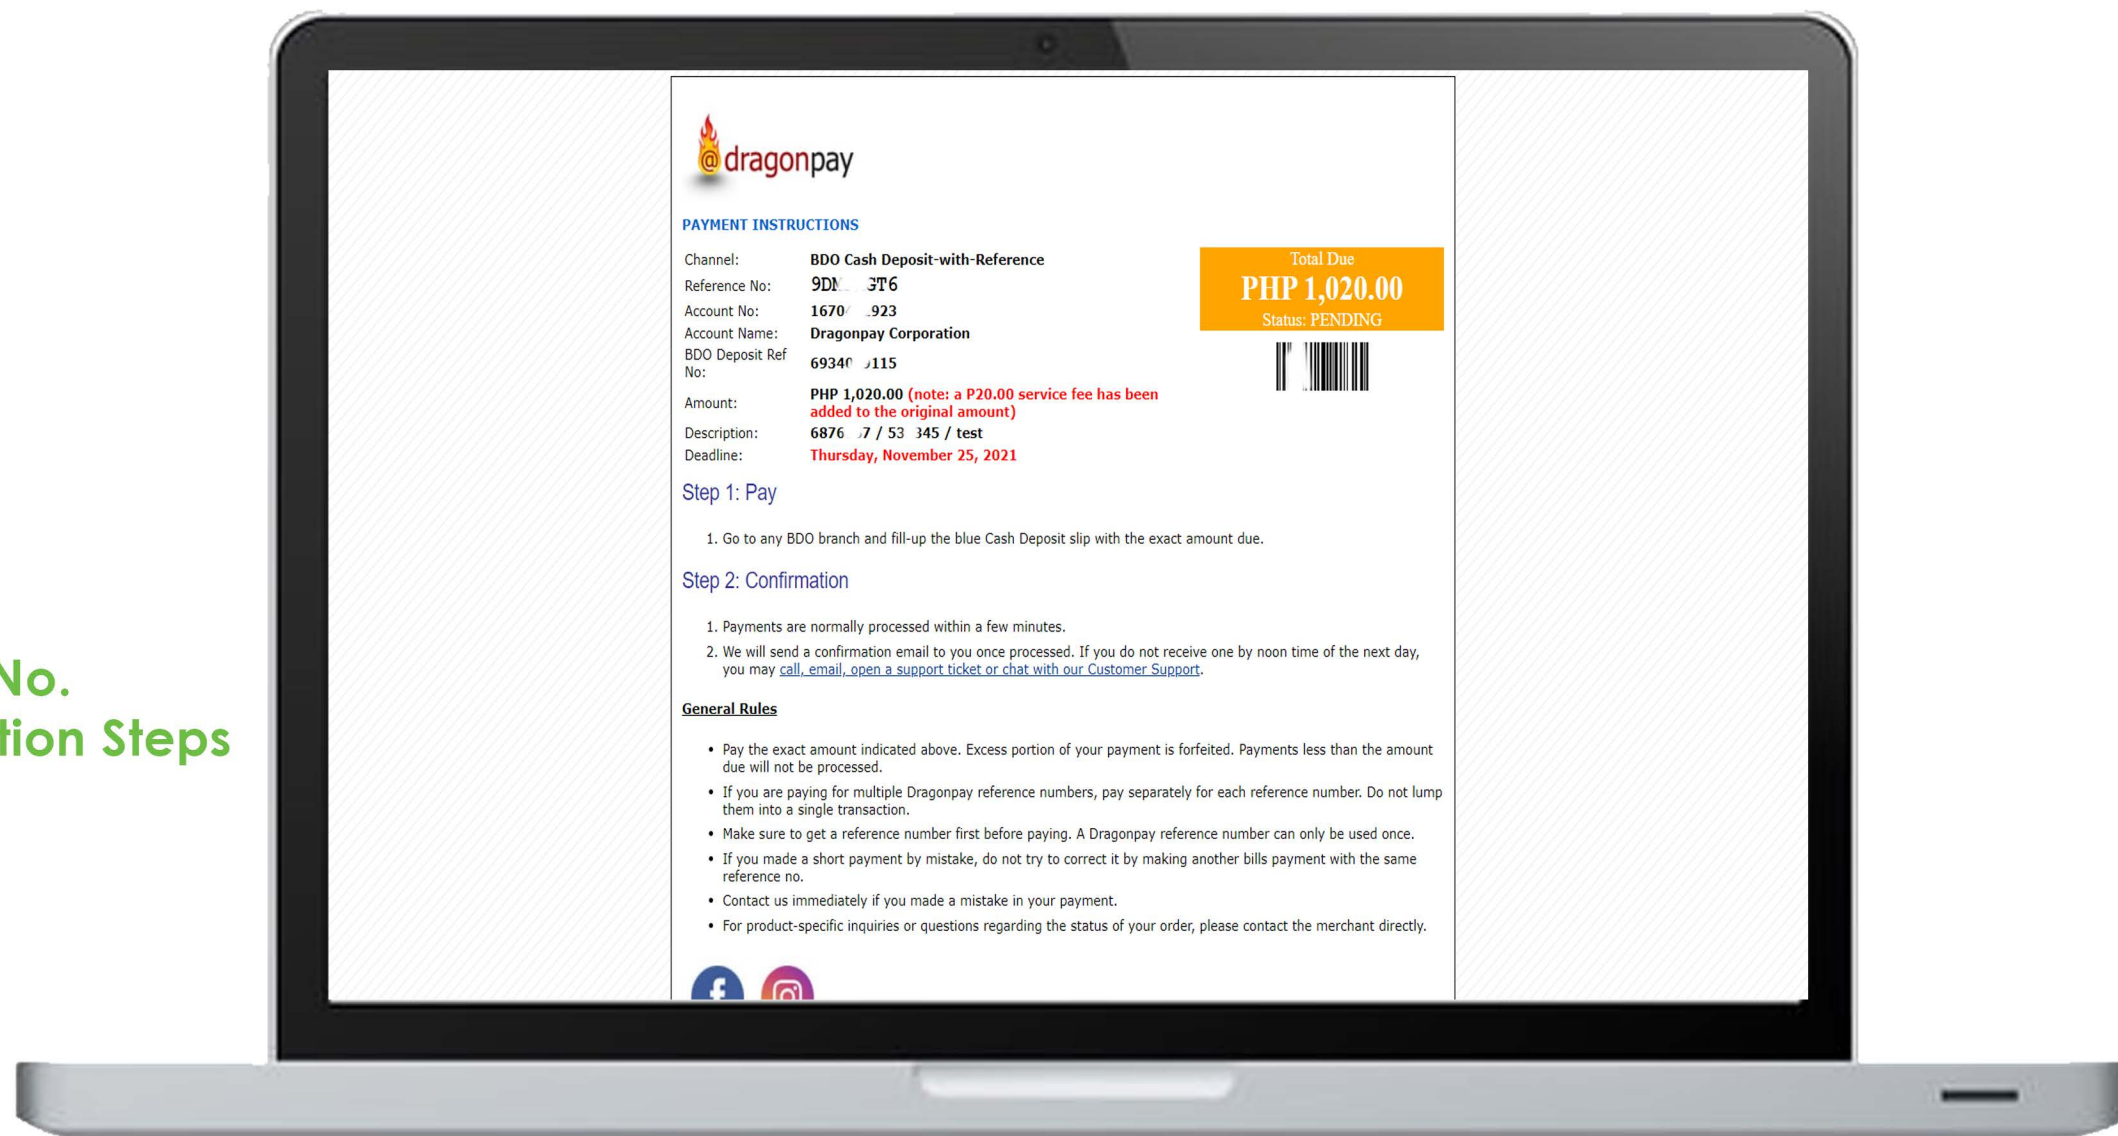 @dragonpay
PAYMENT INSTRUCTIONS
Channel: BDO Cash Deposit-with-Reference
Reference No: 9D GT6
Account No: 1670 923
Account Name: Dragonpay Corporation
BDO Deposit Ref
No: 6934 115
Amount: PHP 1,020.00 (note: a P20.00 service fee has been
added to the original amount)
Description: 6876 7 / 53 345 / test
Deadline: Thursday, November 25, 2021
Total Due
PHP 1,020.00
Status: PENDING
Step 1: Pay
1. Go to any BDO branch and fill-up the blue Cash Deposit slip with the exact amount due.
Step 2: Confirmation
1. Payments are normally processed within a few minutes.
2. We will send a confirmation email to you once processed. If you do not receive one by noon time of the next day,
you may call, email, open a support ticket or chat with our Customer Support.
General Rules
• Pay the exact amount indicated above. Excess portion of your payment is forfeited. Payments less than the amount
due will not be processed.
• If you are paying for multiple Dragonpay reference numbers, pay separately for each reference number. Do not lump
them into a single transaction.
• Make sure to get a reference number first before paying. A Dragonpay reference number can only be used once.
• If you made a short payment by mistake, do not try to correct it by making another bills payment with the same
reference no.
• Contact us immediately if you made a mistake in your payment.
• For product-specific inquiries or questions regarding the status of your order, please contact the merchant directly.
No.
tion Steps